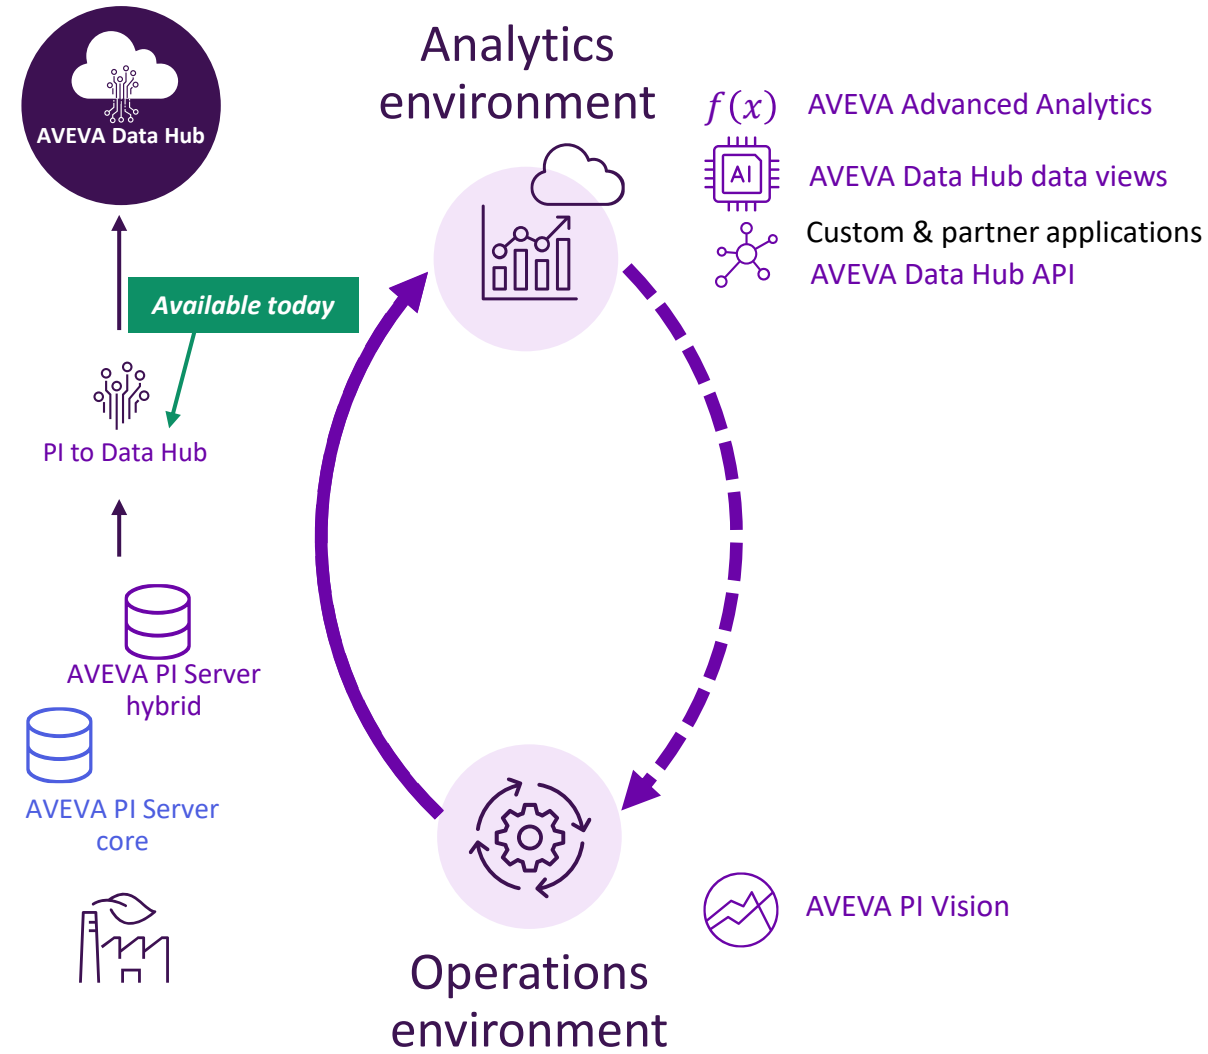 AVEVA Data Hub
Available today
PI to Data Hub
AVEVA PI Server
hybrid
AVEVA PI Server
core
Analytics
environment
Operations
environment
f(x)
AVEVA Advanced Analytics
AI
AVEVA Data Hub data views
Custom & partner applications
AVEVA Data Hub API
AVEVA PI Vision